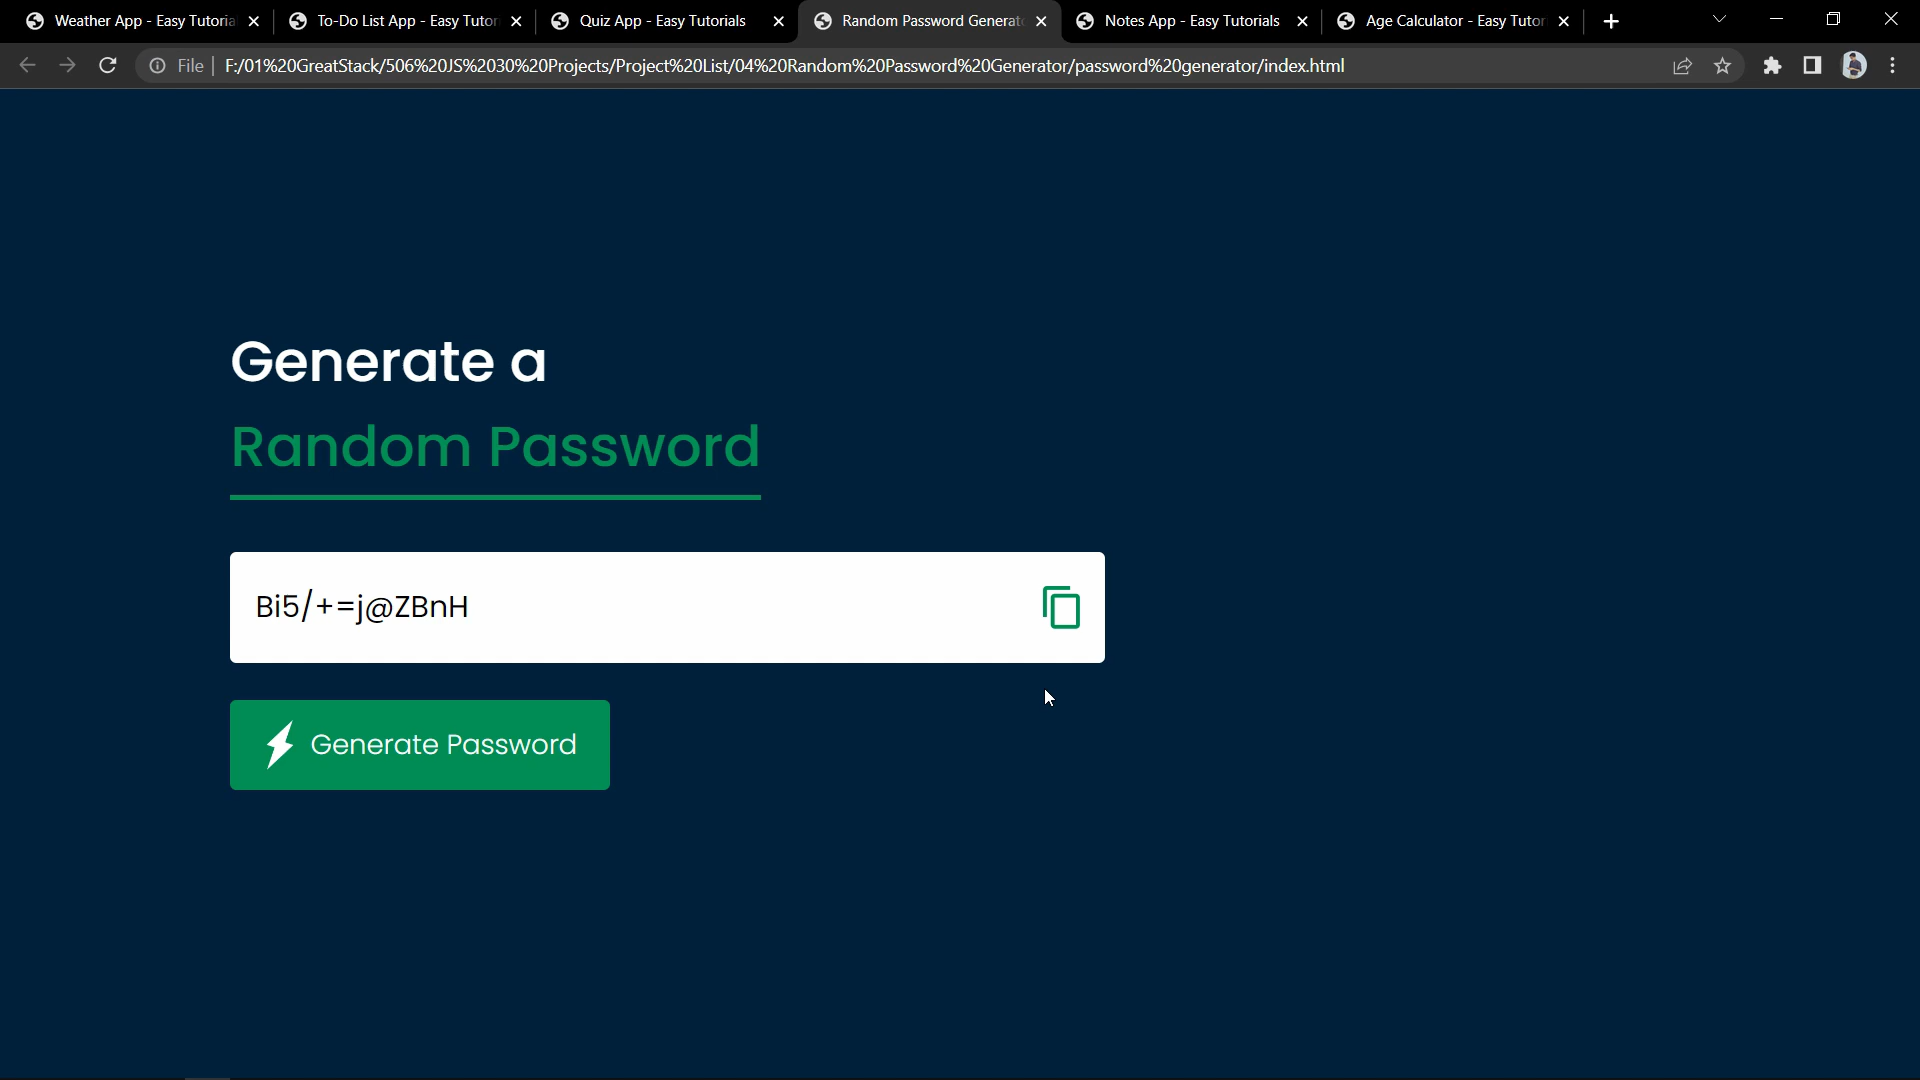 Weather App - Easy Tutoria
To-Do List App - Easy Tutor
Quiz App - Easy Tutorials
Random Password Generat
Notes App - Easy Tutorials
Age Calculator - Easy Tutor
File
F:/01%20GreatStack/506%20JS%2030%20Projects/Project%20List/04%20Random%20Password%20Generator/password%20generator/index.html
Generate a
Random Password
Bi5/+=j@ZBnH
Generate Password